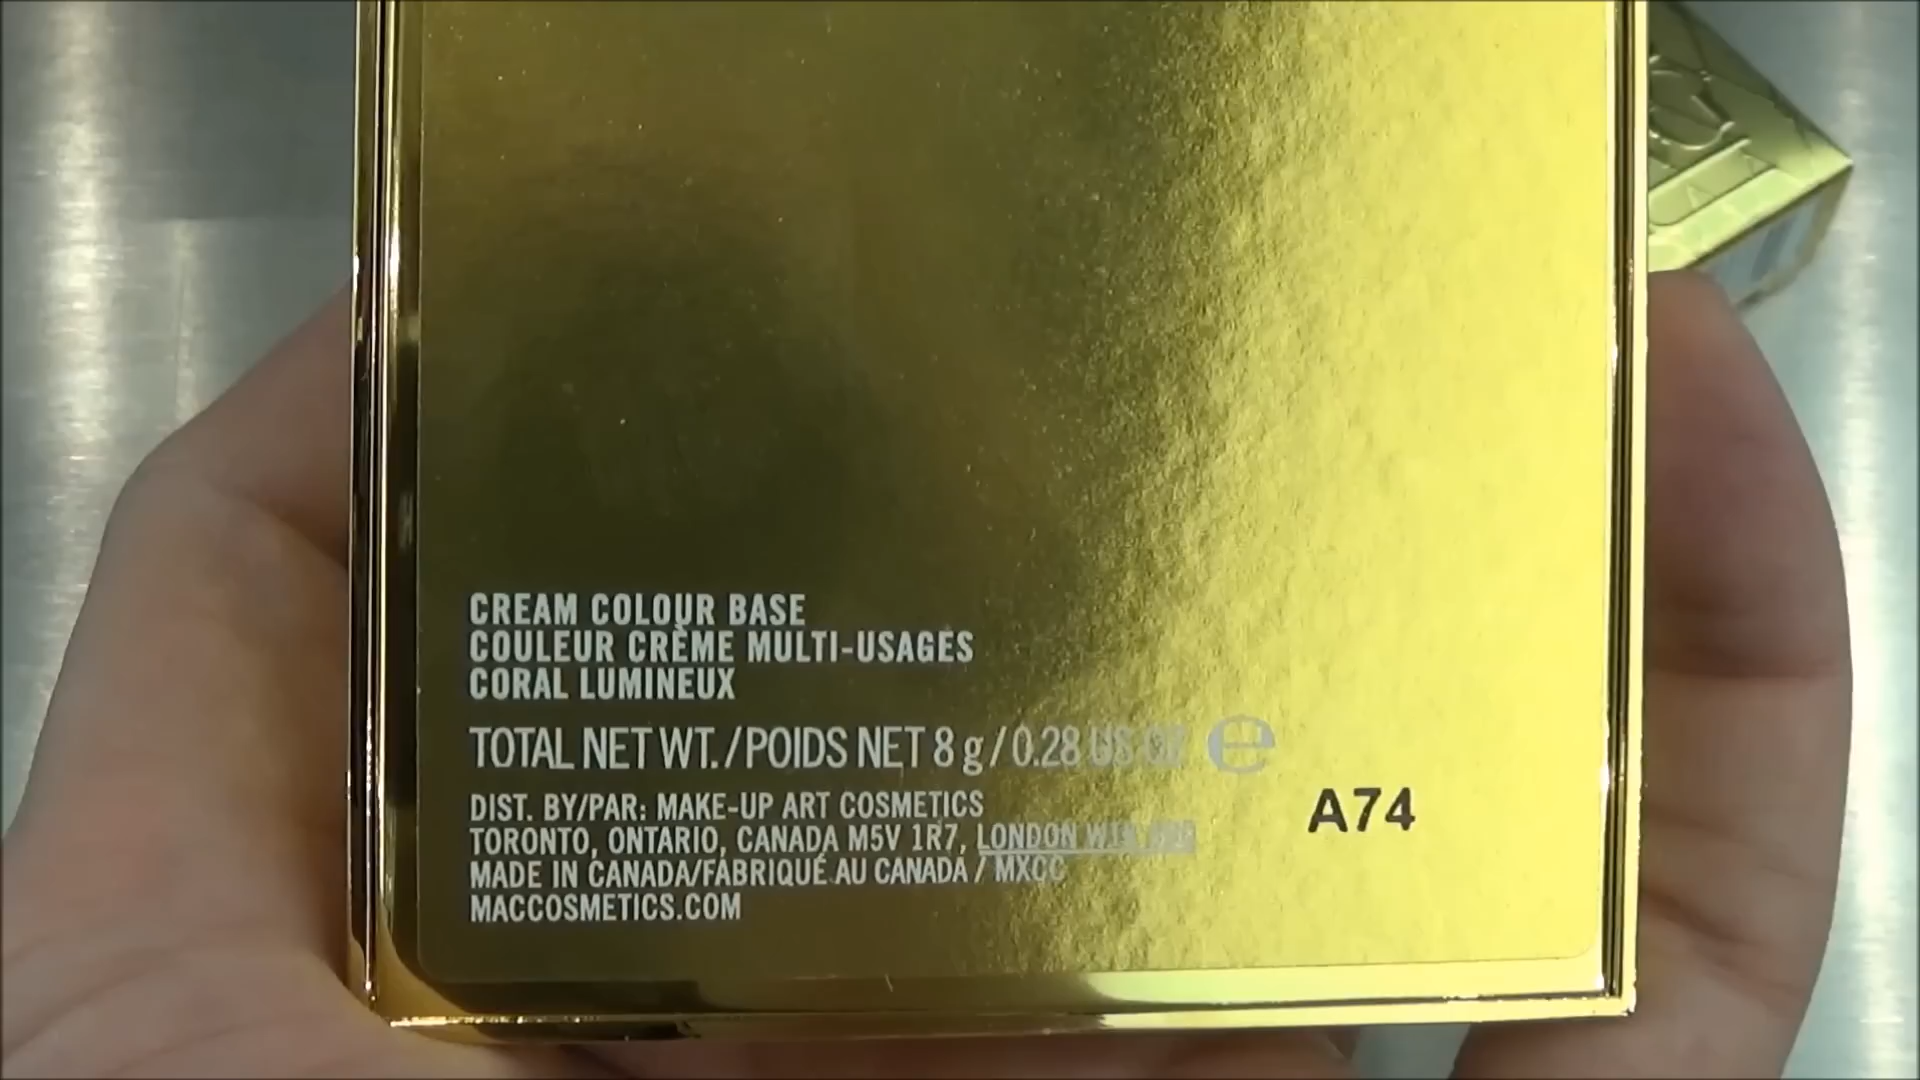 CREAM COLOUR BASE
COULEUR CRÈME MULTI-USAGES
CORAL LUMINEUX
TOTAL NET WT./POIDS NET 8 g/0.28 US OZ e
A74
DIST. BY/PAR: MAKE-UP ART COSMETICS
TORONTO, ONTARIO, CANADA M5V 1R7, LONDON
MADE IN CANADA/FABRIQUÉ AU CANADA / MXCC
MACCOSMETICS.COM